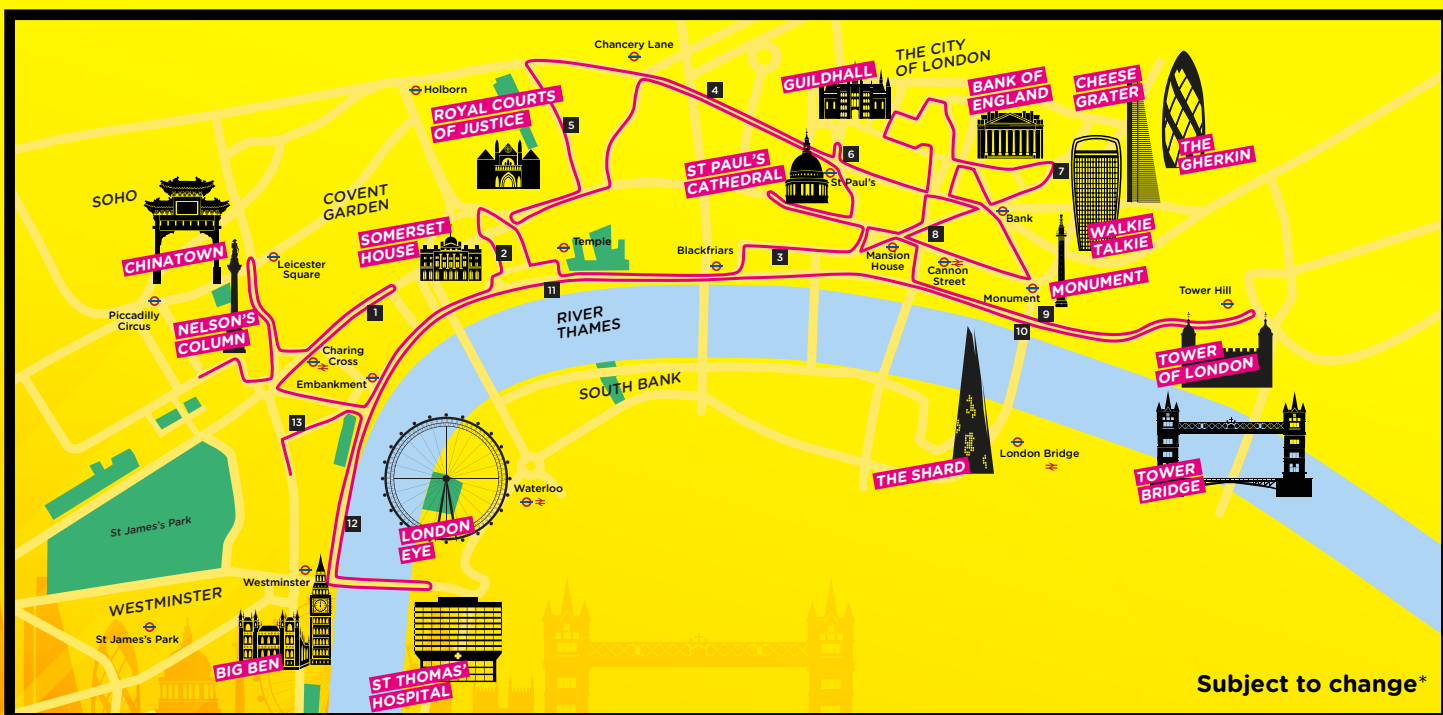 Chancery Lane
THE CITY
OF LONDON
Holborn
GUILDHALL
BANK OF
ENGLAND
CHEESE
GRATER
4
ROYAL COURTS
OF JUSTICE
5
ST PAUL'S
CATHEDRAL
6
St Paul's
7
THE
GHERKIN
SOHO
COVENT
GARDEN
SOMERSET
HOUSE
2
Temple
Bank
WALKIE
TALKIE
CHINATOWN
Leicester
Square
Blackfriars
3
8
Mansion
House
Cannon
Street
MONUMENT
Piccadilly
Circus
NELSON'S
COLUMN
1
11
RIVER
THAMES
Monument
9
Tower Hill
10
Charing
Cross
Embankment
SOUTH BANK
TOWER
OF LONDON
13
THE SHARD
London Bridge
TOWER
BRIDGE
Waterloo
St James's Park
12
LONDON
EYE
Westminster
WESTMINSTER
St James's Park
BIG BEN
ST THOMAS'
HOSPITAL
Subject to change*